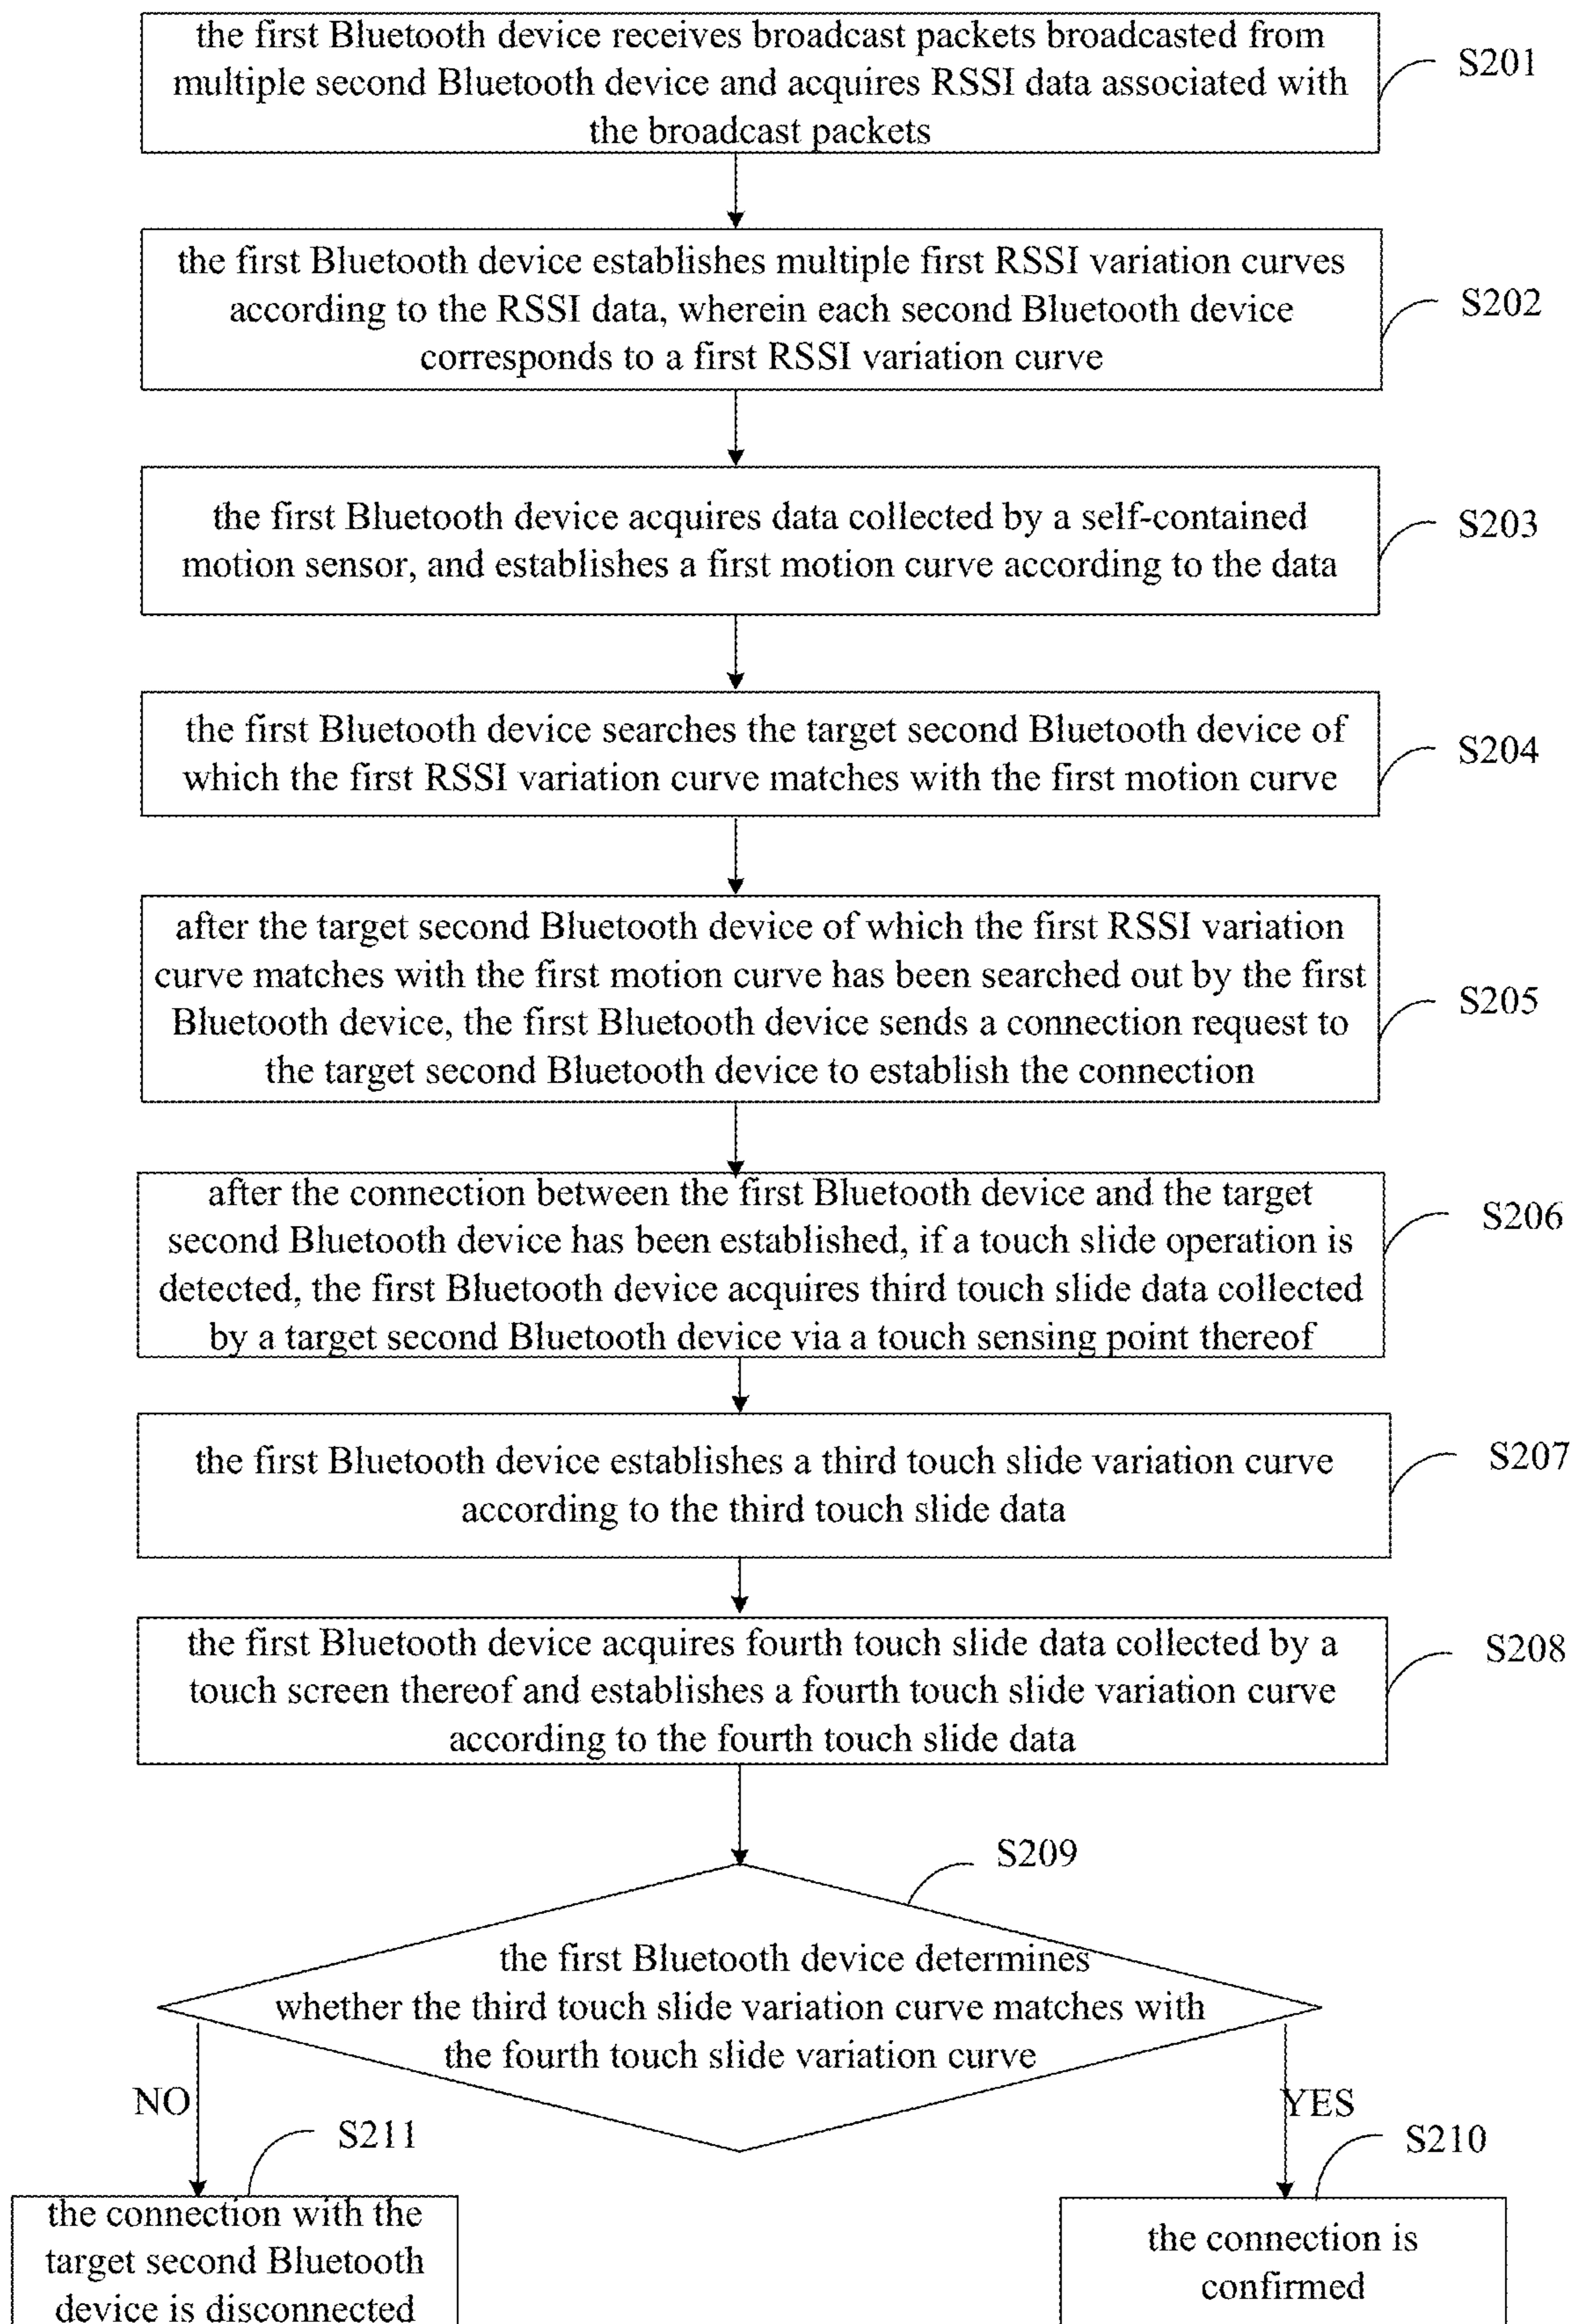 the first Bluetooth device receives broadcast packets broadcasted from
multiple second Bluetooth device and acquires RSSI data associated with
the broadcast packets
S201
the first Bluetooth device establishes multiple first RSSI variation curves
according to the RSSI data, wherein each second Bluetooth device
corresponds to a first RSSI variation curve
S202
the first Bluetooth device acquires data collected by a self-contained
motion sensor, and establishes a first motion curve according to the data
S203
the first Bluetooth device searches the target second Bluetooth device of
which the first RSSI variation curve matches with the first motion curve
S204
after the target second Bluetooth device of which the first RSSI variation
curve matches with the first motion curve has been searched out by the first
Bluetooth device, the first Bluetooth device sends a connection request to
the target second Bluetooth device to establish the connection
S205
after the connection between the first Bluetooth device and the target
second Bluetooth device has been established, if a touch slide operation is
detected, the first Bluetooth device acquires third touch slide data collected
by a target second Bluetooth device via a touch sensing point thereof
S206
the first Bluetooth device establishes a third touch slide variation curve
according to the third touch slide data
S207
the first Bluetooth device acquires fourth touch slide data collected by a
touch screen thereof and establishes a fourth touch slide variation curve
according to the fourth touch slide data
S208
S209
the first Bluetooth device determines
whether the third touch slide variation curve matches with
the fourth touch slide variation curve
NO
YES
S211
the connection with the
target second Bluetooth
device is disconnected
S210
the connection is
confirmed